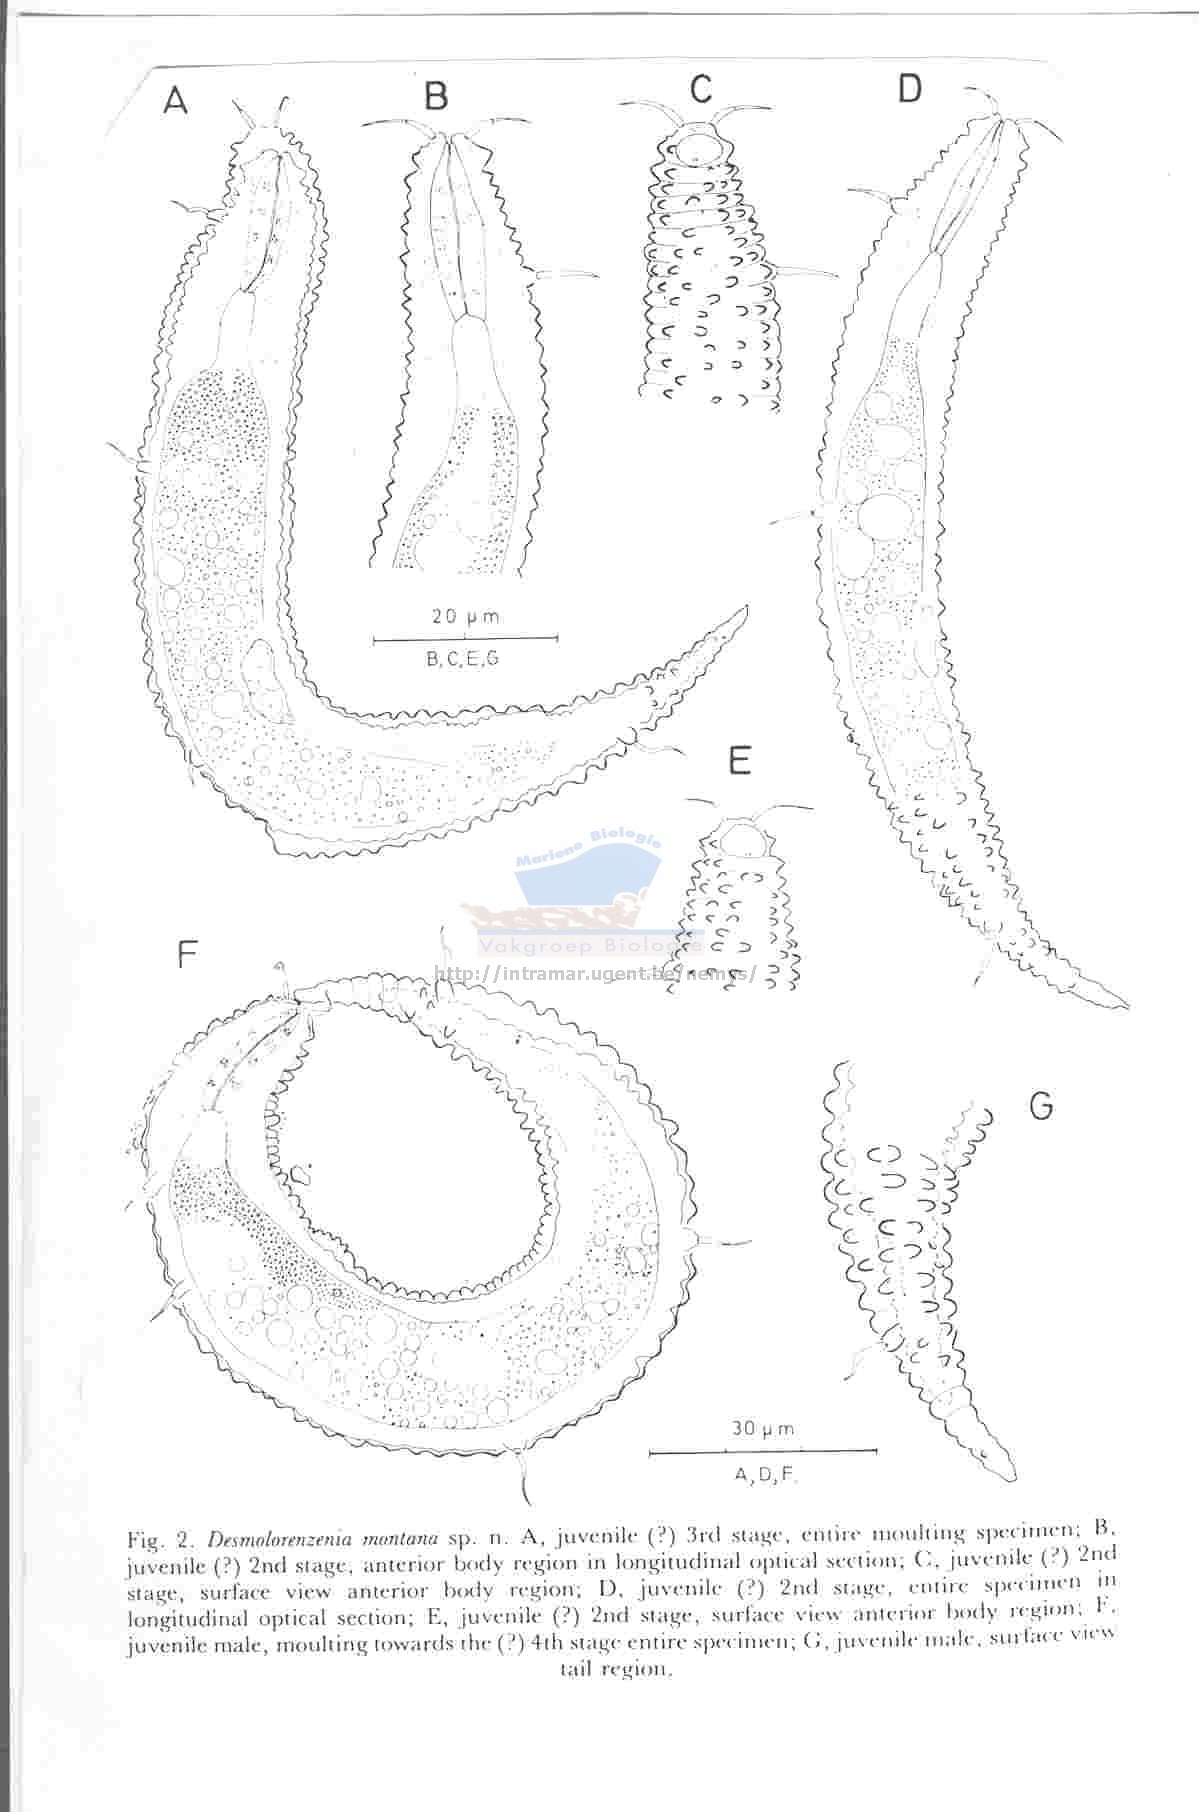 A
B
C
D
20 µm
B, C, E, G
E
Mariene Biologie
Vakgroep Biologie
http://intramar.ugent.be/nemys/
F
G
30 µm
A, D, F.
Fig. 2. Desmolorenzenia montana sp. n. A, juvenile (?) 3rd stage, entire moulting specimen; B,
juvenile (?) 2nd stage, anterior body region in longitudinal optical section; C, juvenile (?) 2nd
stage, surface view anterior body region; D, juvenile (?) 2nd stage, entire specimen in
longitudinal optical section; E, juvenile (?) 2nd stage, surface view anterior body region; F,
juvenile male, moulting towards the (?) 4th stage entire specimen; G, juvenile male, surface view
tail region.